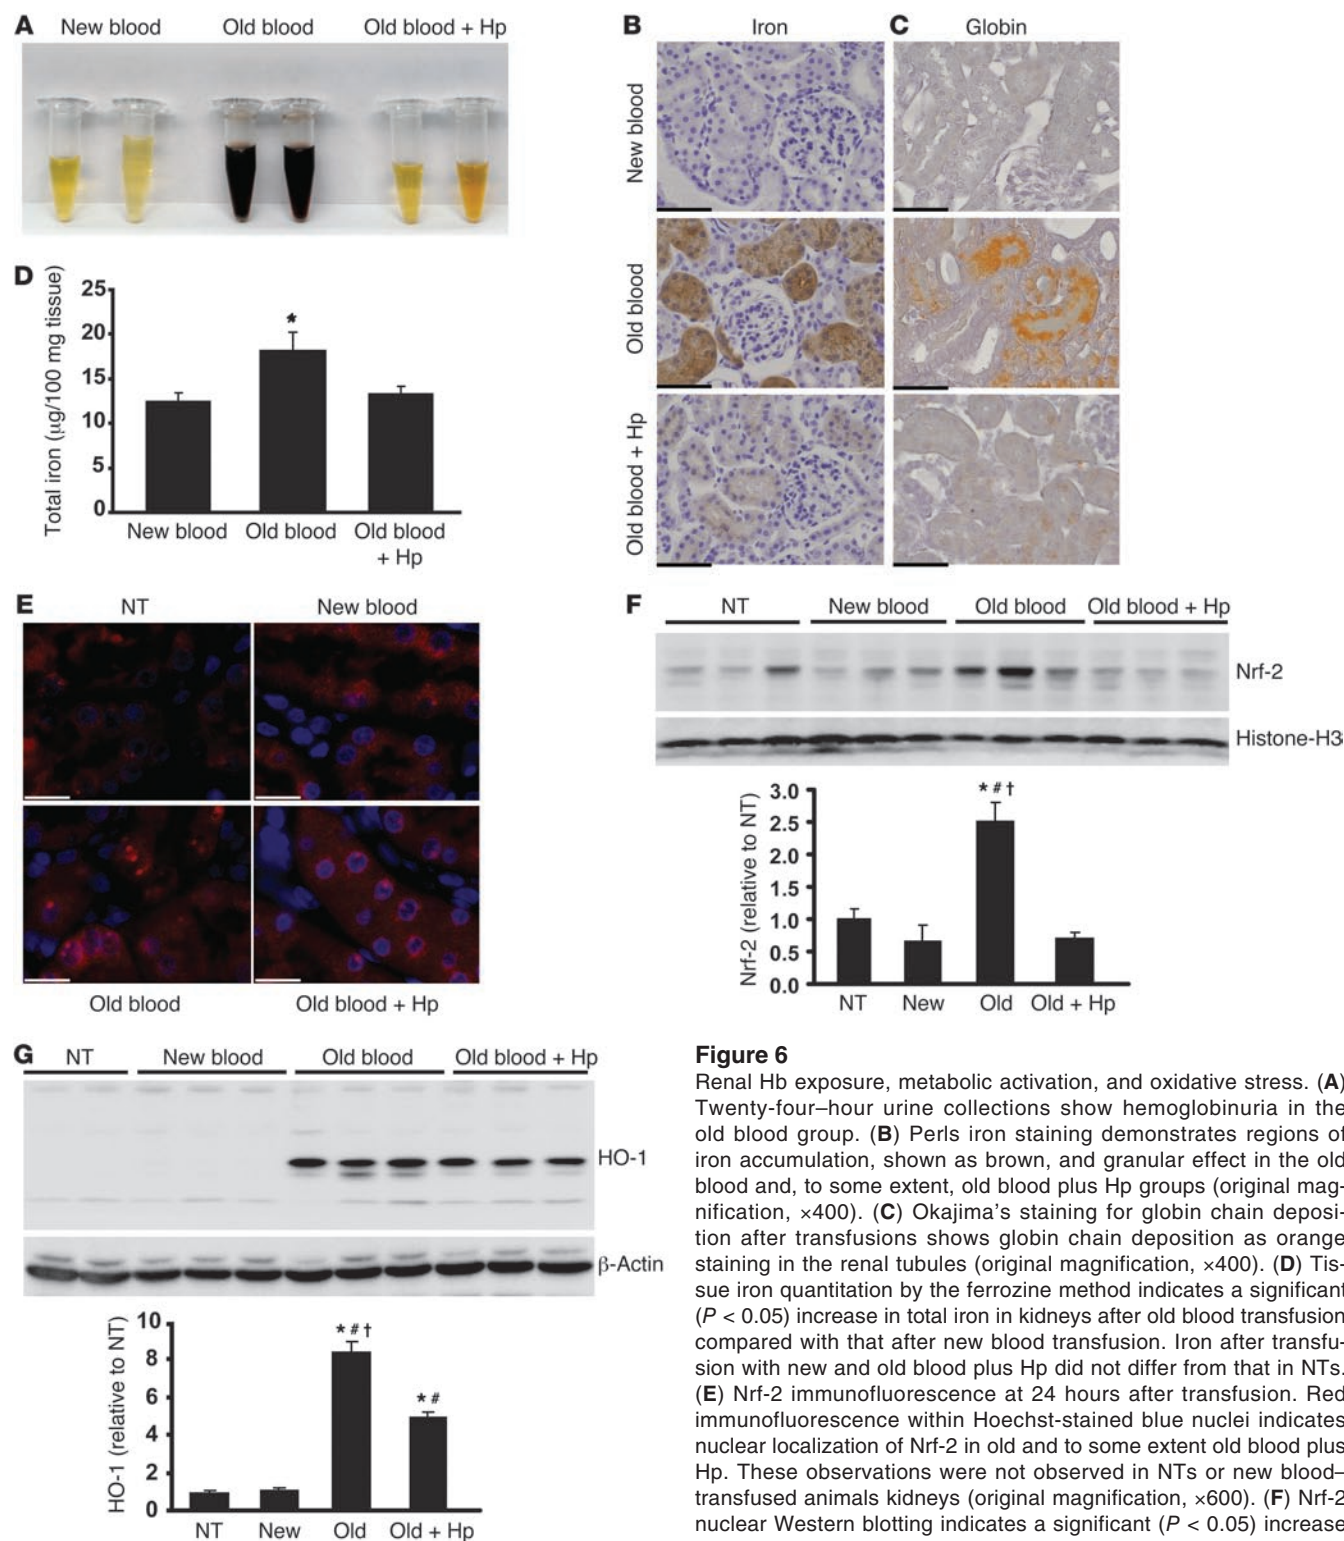 A
New blood
Old blood
Old blood + Hp
B
Iron
C
Globin
New blood
Old blood
Old blood + Hp
D
Total iron (µg/100 mg tissue)
25
20
15
10
5
0
*
New blood
Old blood
Old blood
+ Hp
E
NT
New blood
Old blood
Old blood + Hp
F
NT
New blood
Old blood
Old blood + Hp
Nrf-2
Histone-H3
Nrf-2 (relative to NT)
3.0
2.5
2.0
1.5
1.0
0.5
0.0
* # †
NT
New
Old
Old + Hp
G
NT
New blood
Old blood
Old blood + Hp
HO-1
β-Actin
HO-1 (relative to NT)
10
8
6
4
2
0
* # †
* #
NT
New
Old
Old + Hp
Figure 6
Renal Hb exposure, metabolic activation, and oxidative stress. (A)
Twenty-four–hour urine collections show hemoglobinuria in the
old blood group. (B) Perls iron staining demonstrates regions of
iron accumulation, shown as brown, and granular effect in the old
blood and, to some extent, old blood plus Hp groups (original mag-
nification, ×400). (C) Okajima's staining for globin chain deposi-
tion after transfusions shows globin chain deposition as orange
staining in the renal tubules (original magnification, ×400). (D) Tis-
sue iron quantitation by the ferrozine method indicates a significant
(P < 0.05) increase in total iron in kidneys after old blood transfusion
compared with that after new blood transfusion. Iron after transfu-
sion with new and old blood plus Hp did not differ from that in NTs.
(E) Nrf-2 immunofluorescence at 24 hours after transfusion. Red
immunofluorescence within Hoechst-stained blue nuclei indicates
nuclear localization of Nrf-2 in old and to some extent old blood plus
Hp. These observations were not observed in NTs or new blood–
transfused animals kidneys (original magnification, ×600). (F) Nrf-2
nuclear Western blotting indicates a significant (P < 0.05) increase